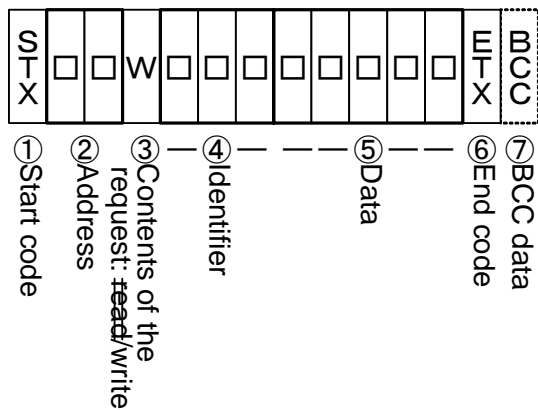 STX □ □ W □ □ □ □ □ □ □ □ ETX BCC
①Start code
②Address
③Contents of the
request: read/write
④Identifier
⑤Data
⑥End code
⑦BCC data